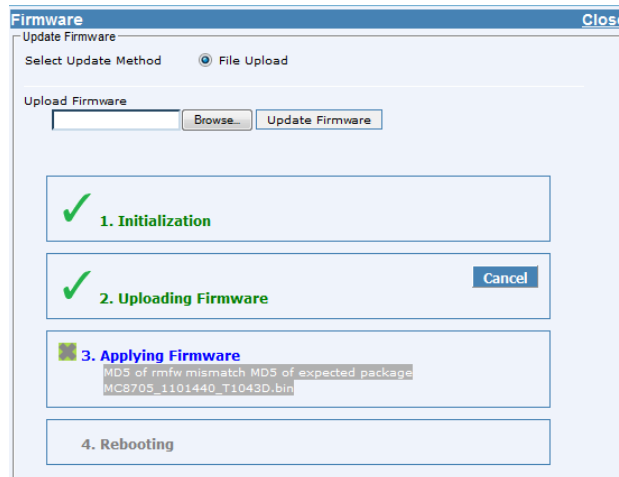 Firmware Close
Update Firmware
Select Update Method File Upload
Upload Firmware
Browse... Update Firmware
1. Initialization
Cancel
2. Uploading Firmware
3. Applying Firmware
MD5 of rmfw mismatch MD5 of expected package
MC8705_1101440_T1043D.bin
4. Rebooting